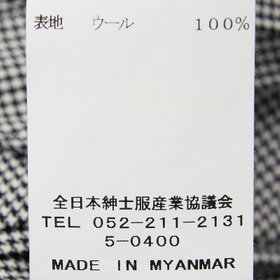 表地 ウール 100%
全日本紳士服産業協議会
TEL 052-211-2131
5-0400
MADE IN MYANMAR